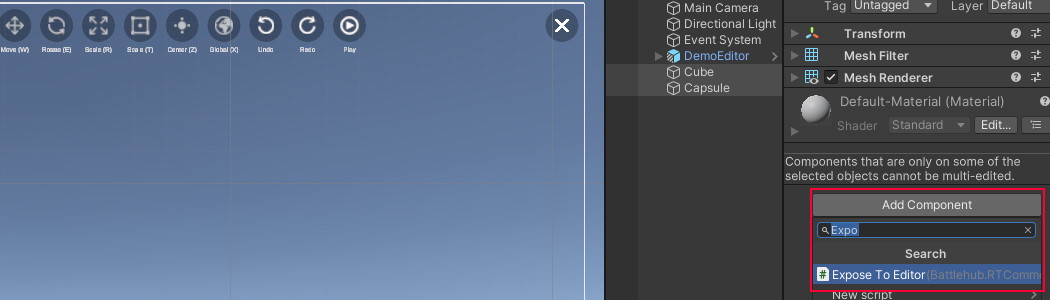 Move (W)
Rotate (E)
Scale (R)
Scale (T)
Center (Z)
Global (X)
Undo
Redo
Play
Main Camera
Directional Light
Event System
DemoEditor
Cube
Capsule
Tag Untagged Layer Default
Transform
Mesh Filter
Mesh Renderer
Default-Material (Material)
Shader Standard Edit...
Components that are only on some of the
selected objects cannot be multi-edited.
Add Component
Expo
Search
Expose To Editor (Battlehub.RTComm
New script